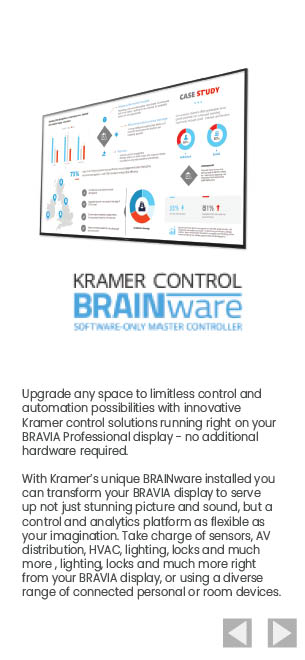 CASE STUDY
73%
33%
81%
KRAMER CONTROL
BRAINware
SOFTWARE-ONLY MASTER CONTROLLER
Upgrade any space to limitless control and
automation possibilities with innovative
Kramer control solutions running right on your
BRAVIA Professional display - no additional
hardware required.
With Kramer's unique BRAINware installed you
can transform your BRAVIA display to serve
up not just stunning picture and sound, but a
control and analytics platform as flexible as
your imagination. Take charge of sensors, AV
distribution, HVAC, lighting, locks and much
more , lighting, locks and much more right
from your BRAVIA display, or using a diverse
range of connected personal or room devices.